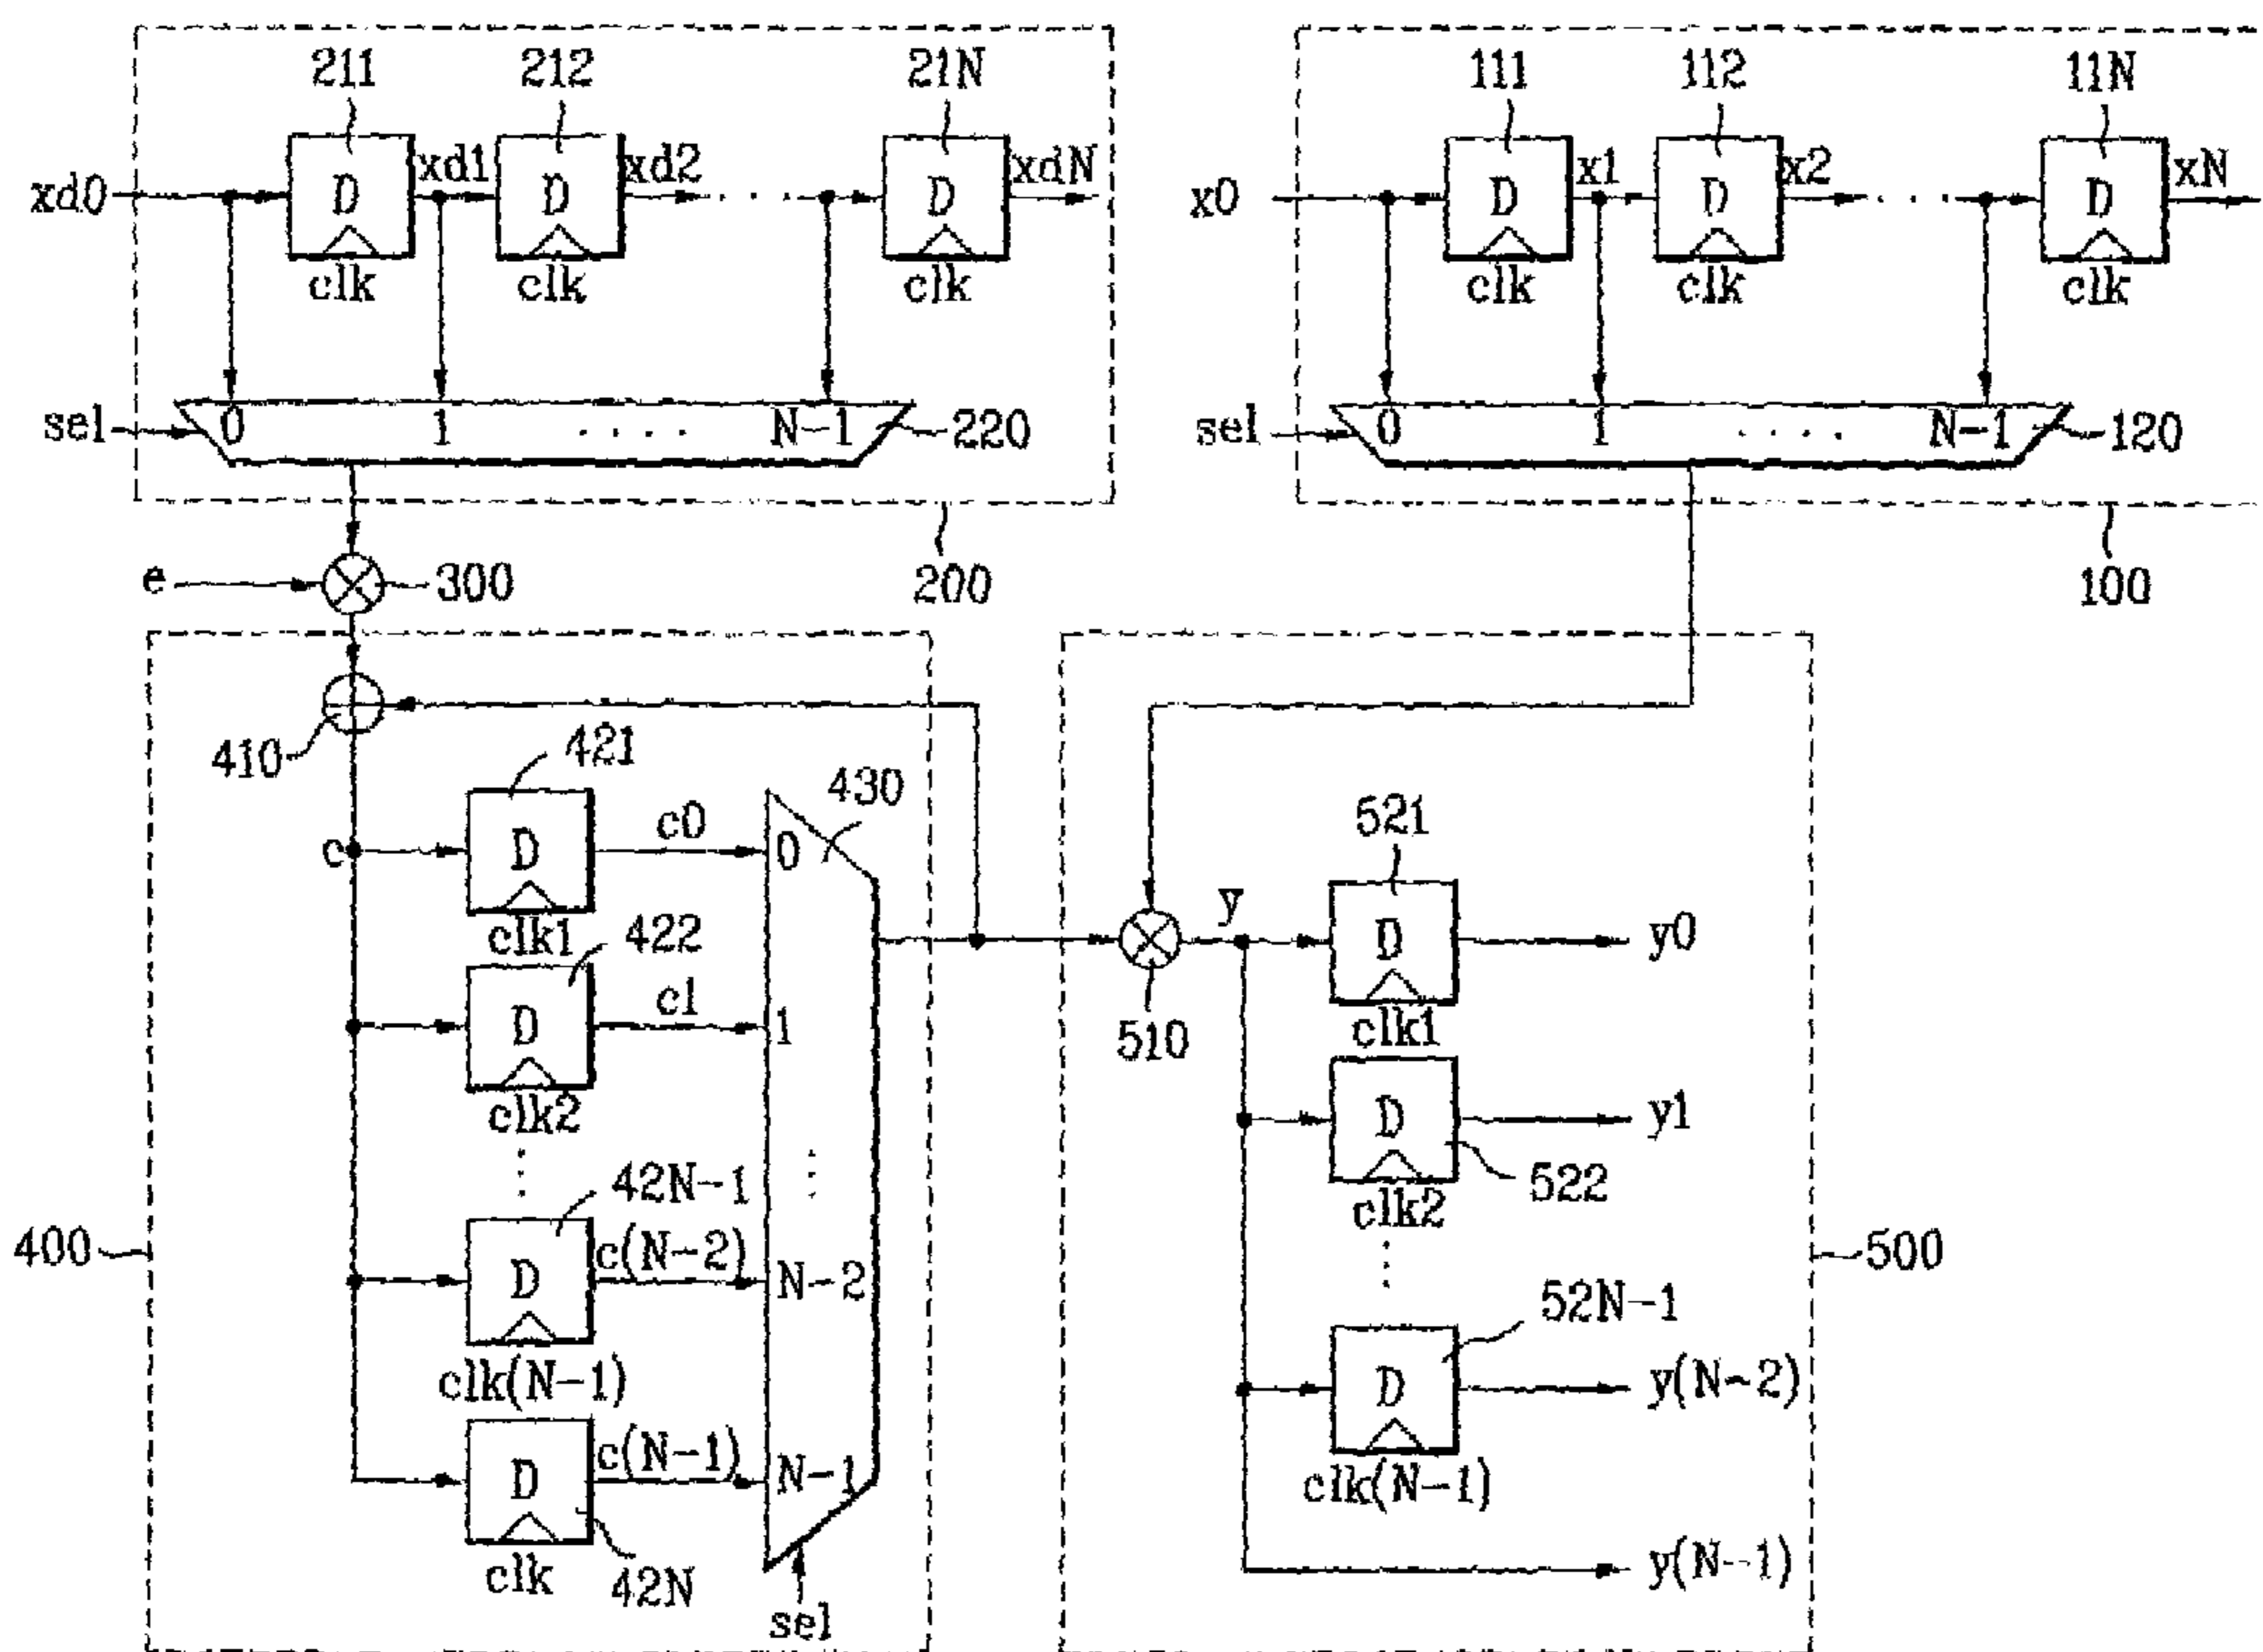 211 212 21N 111 112 11N
xd0 D xd1 D xd2 . . . D xdN x0 D x1 D x2 . . . D xN
clk clk clk clk clk clk
sel 0 1 . . . . N-1 220 sel 0 1 . . . . N-1 120
e 300 200 100
410 421 430
c D c0 0 521
clk1 422 y D y0
D c1 1 510 clk1
clk2 D y1
42N-1 522
clk2
400 D c(N-2) N-2 500
clk(N-1) 52N-1
D y(N-2)
D c(N-1) N-1 clk(N-1)
clk 42N y(N-1)
sel